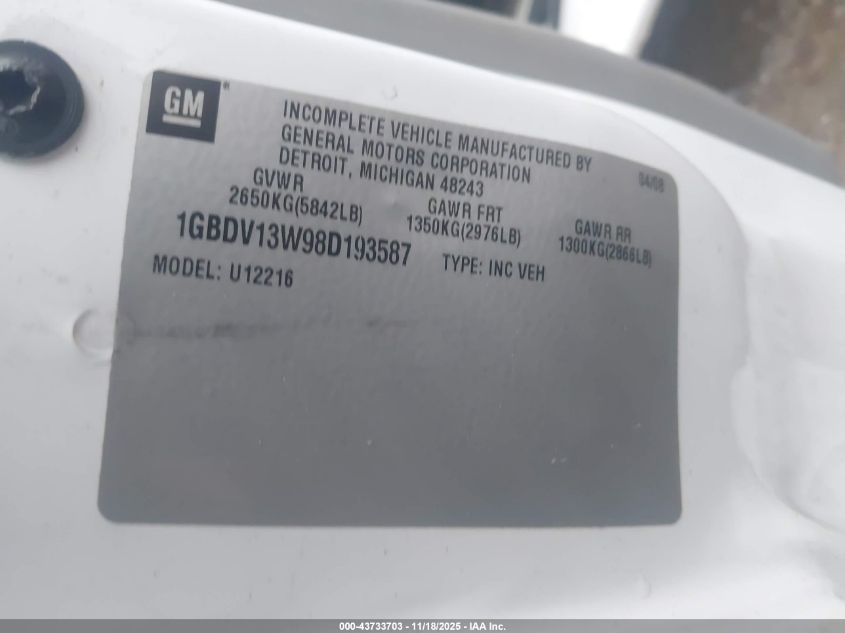 GM
INCOMPLETE VEHICLE MANUFACTURED BY
GENERAL MOTORS CORPORATION
DETROIT, MICHIGAN 48243
04/08
GVWR
2650KG(5842LB)
GAWR FRT
1350KG(2976LB)
GAWR RR
1300KG(2866LB)
1GBDV13W98D193587
TYPE: INC VEH
MODEL: U12216
000-43733703 - 11/18/2025 - IAA Inc.